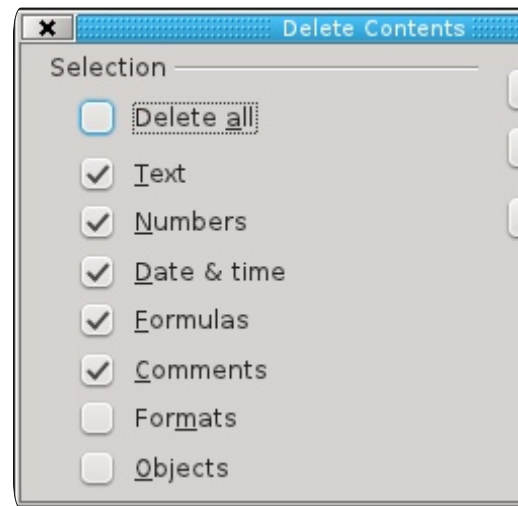 Delete Contents
Selection
Delete all
Text
Numbers
Date & time
Formulas
Comments
Formats
Objects